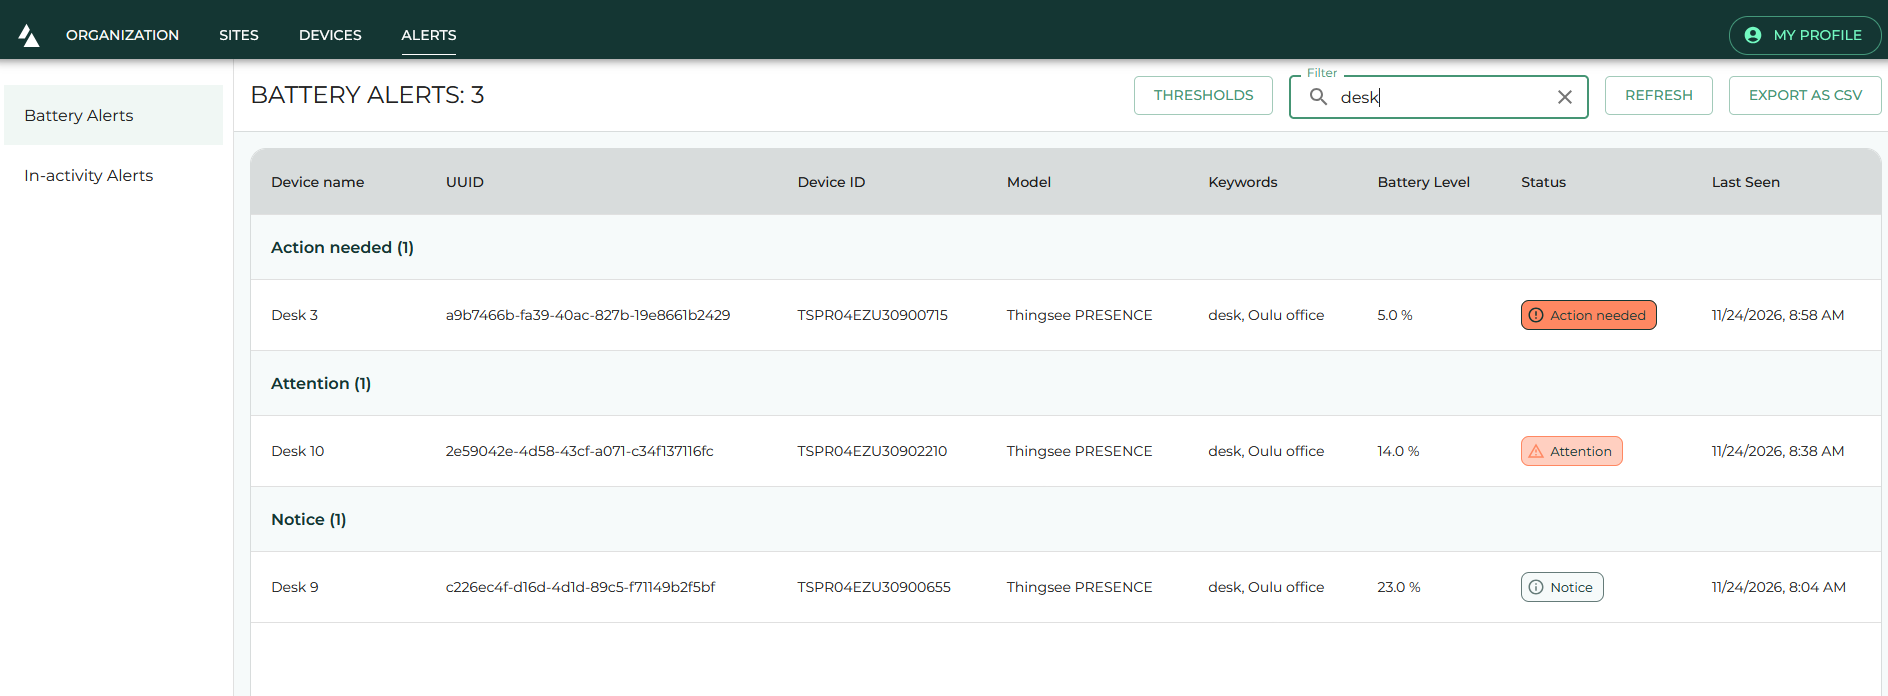 ORGANIZATION SITES DEVICES ALERTS MY PROFILE
Battery Alerts
In-activity Alerts
BATTERY ALERTS: 3 THRESHOLDS Filter desk REFRESH EXPORT AS CSV
Device name UUID Device ID Model Keywords Battery Level Status Last Seen
Action needed (1)
Desk 3 a9b7466b-fa39-40ac-827b-19e8661b2429 TSPR04EZU30900715 Thingsee PRESENCE desk, Oulu office 5.0 % Action needed 11/24/2026, 8:58 AM
Attention (1)
Desk 10 2e59042e-4d58-43cf-a071-c34f137116fc TSPR04EZU30902210 Thingsee PRESENCE desk, Oulu office 14.0 % Attention 11/24/2026, 8:38 AM
Notice (1)
Desk 9 c226ec4f-d16d-4d1d-89c5-f71149b2f5bf TSPR04EZU30900655 Thingsee PRESENCE desk, Oulu office 23.0 % Notice 11/24/2026, 8:04 AM